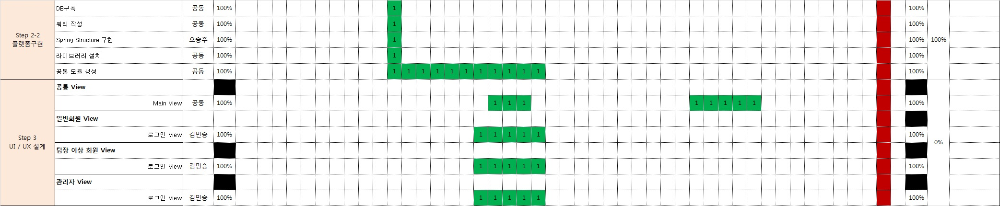 DB구축 공동 100% 1 100%
쿼리 작성 공동 100% 1 100%
Step 2-2
플랫폼구현
Spring Structure 구현 오승주 100% 1 100% 100%
라이브러리 설치 공동 100% 1 100%
공통 모듈 생성 공동 100% 1 1 1 1 1 1 1 1 1 1 1 100%
공통 View
Main View 공동 100% 1 1 1 1 1 1 1 1 100%
일반회원 View
Step 3
UI / UX 설계
로그인 View 김민승 100% 1 1 1 1 1 100%
0%
팀장 이상 회원 View
로그인 View 김민승 100% 1 1 1 1 1 100%
관리자 View
로그인 View 김민승 100% 1 1 1 1 1 100%